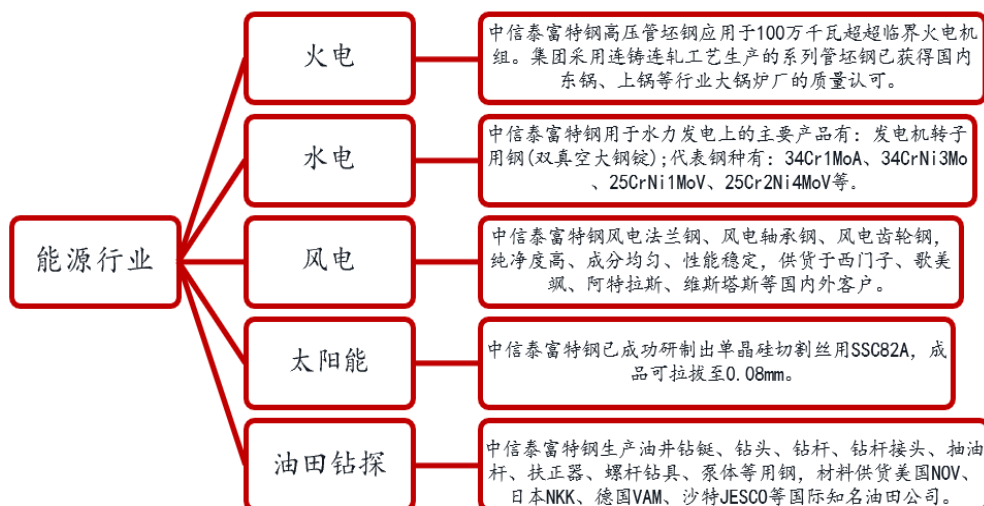 能源行业
火电
中信泰富特钢高压管坯钢应用于100万千瓦超超临界火电机
组。集团采用连铸连轧工艺生产的系列管坯钢已获得国内
东锅、上锅等行业大锅炉厂的质量认可。
水电
中信泰富特钢用于水力发电上的主要产品有：发电机转子
用钢(双真空大钢锭);代表钢种有：34Cr1MoA、34CrNi3Mo
、25CrNi1MoV、25Cr2Ni4MoV等。
风电
中信泰富特钢风电法兰钢、风电轴承钢、风电齿轮钢，
纯净度高、成分均匀、性能稳定，供货于西门子、歌美
飒、阿特拉斯、维斯塔斯等国内外客户。
太阳能
中信泰富特钢已成功研制出单晶硅切割丝用SSC82A，成
品可拉拔至0.08mm。
油田钻探
中信泰富特钢生产油井钻铤、钻头、钻杆、钻杆接头、抽油
杆、扶正器、螺杆钻具、泵体等用钢，材料供货美国NOV、
日本NKK、德国VAM、沙特JESCO等国际知名油田公司。